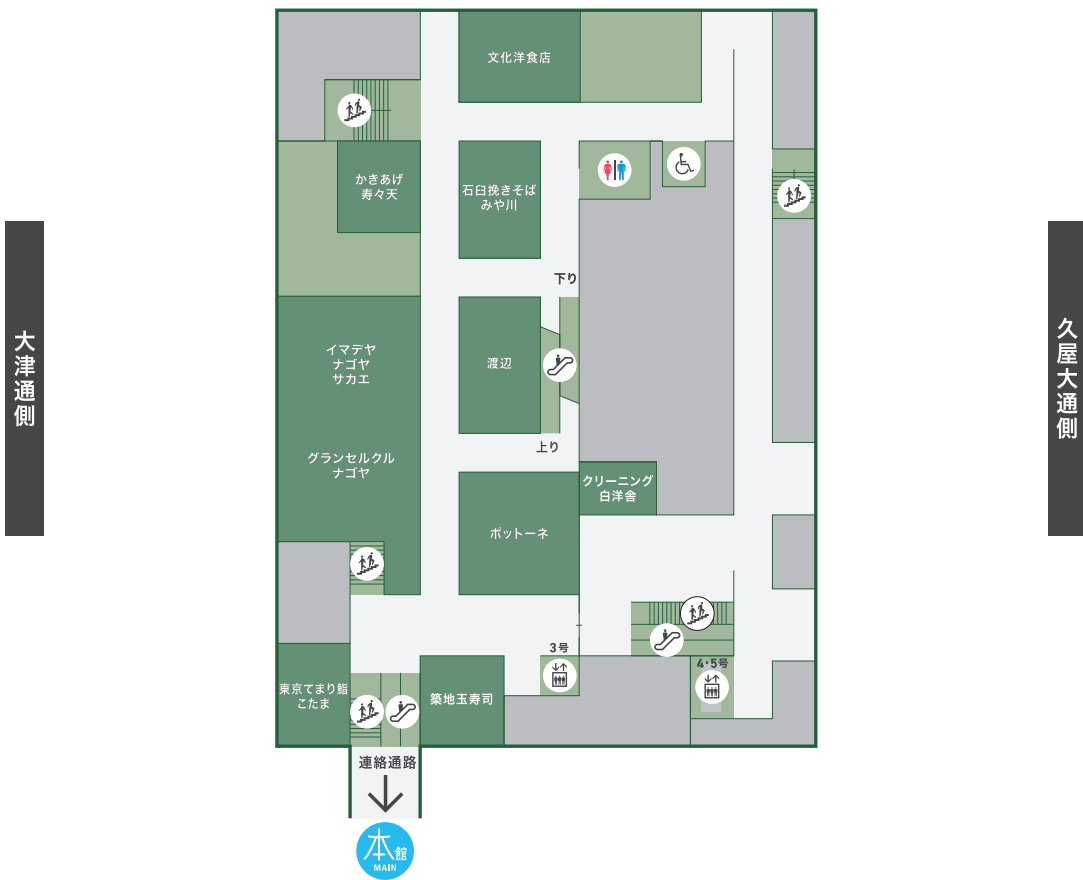 文化洋食店
かきあげ
寿々天
石臼挽きそば
みや川
下り
大津通側
久屋大通側
イマデヤ
ナゴヤ
サカエ
渡辺
上り
グランセルクル
ナゴヤ
クリーニング
白洋舎
ポットーネ
3号
4・5号
東京てまり鮨
こたま
築地玉寿司
連絡通路
本館
MAIN